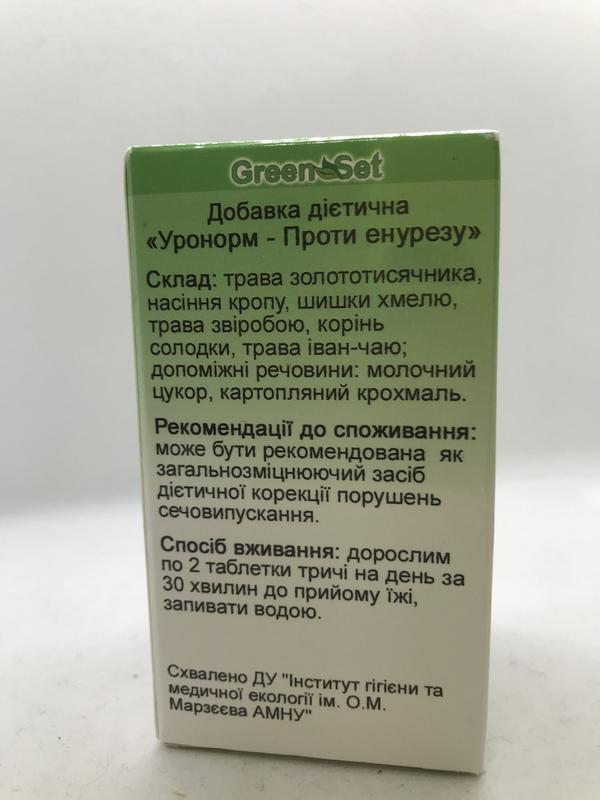 Green Set
Добавка дієтична
«Уронорм - Проти енурезу»
Склад: трава золототисячника,
насіння кропу, шишки хмелю,
трава звіробою, корінь
солодки, трава іван-чаю;
допоміжні речовини: молочний
цукор, картопляний крохмаль.
Рекомендації до споживання:
може бути рекомендована як
загальнозміцнюючий засіб
дієтичної корекції порушень
сечовипускання.
Спосіб вживання: дорослим
по 2 таблетки тричі на день за
30 хвилин до прийому їжі,
запивати водою.
Схвалено ДУ "Інститут гігієни та
медичної екології ім. О.М.
Марзєєва АМНУ"